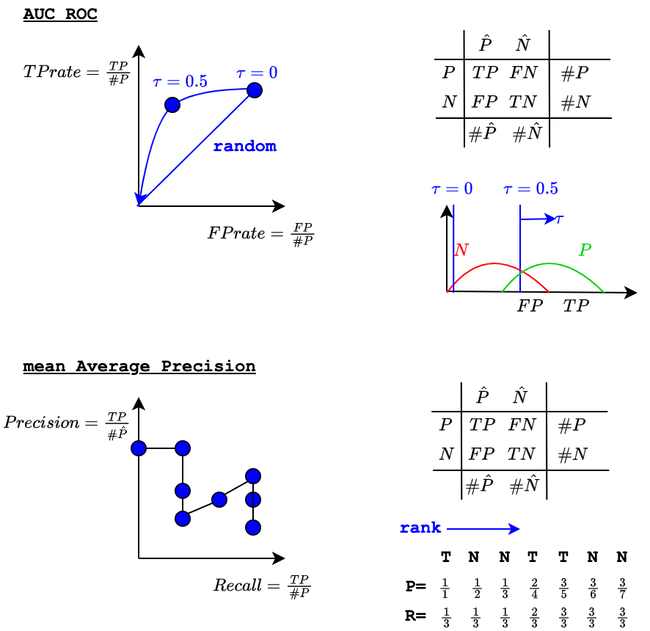 AUC ROC
TPrate = TP/#P
τ = 0.5
τ = 0
random
FPrate = FP/#P
P̂ N̂
P TP FN #P
N FP TN #N
#P̂ #N̂
τ = 0 τ = 0.5
τ
N
P
FP TP
mean Average Precision
Precision = TP/#P̂
Recall = TP/#P
P̂ N̂
P TP FN #P
N FP TN #N
#P̂ #N̂
rank
T N N T T N N
P= 1/1 1/2 1/3 2/4 3/5 3/6 3/7
R= 1/3 1/3 1/3 2/3 3/3 3/3 3/3